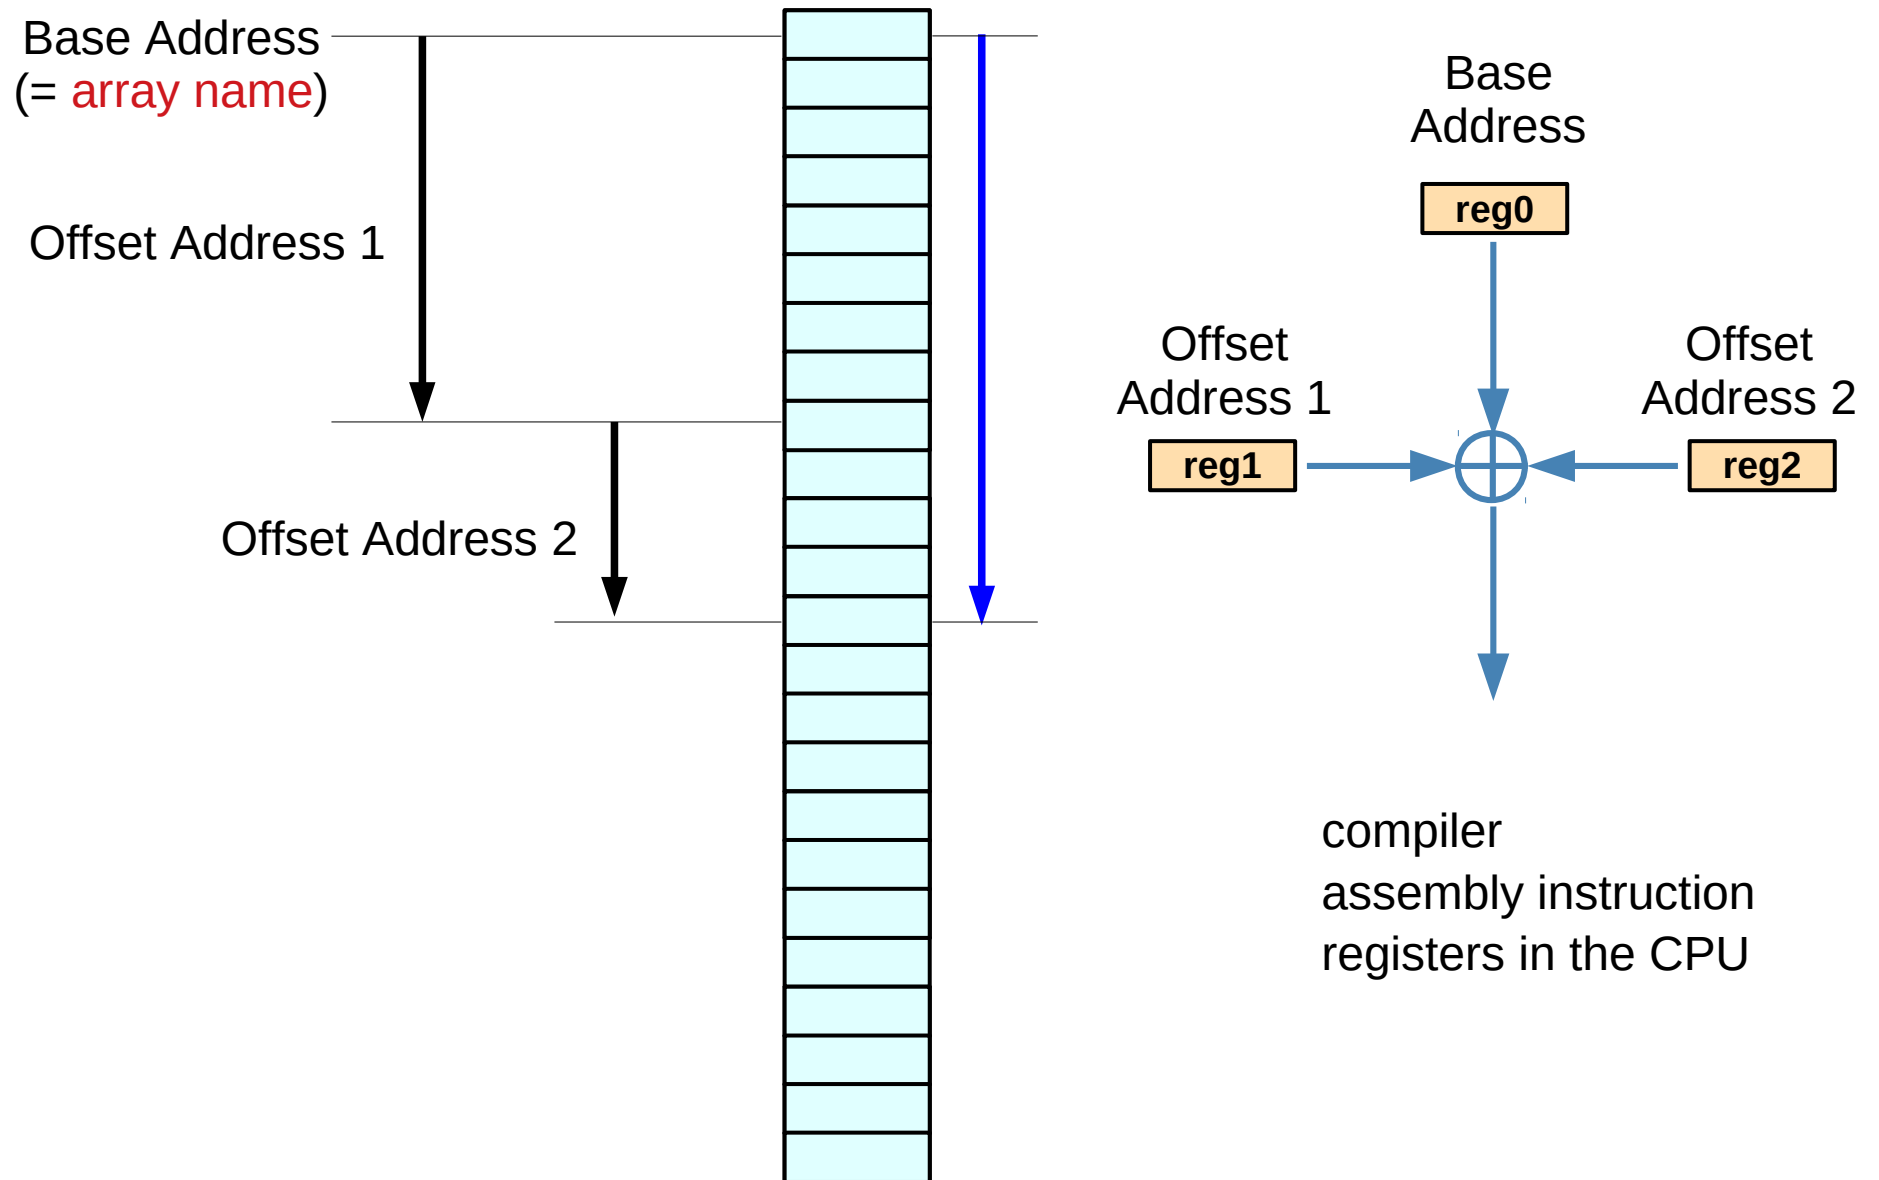 Base Address
(= array name)
Offset Address 1
Offset Address 2
Base
Address
reg0
Offset
Address 1
reg1
Offset
Address 2
reg2
compiler
assembly instruction
registers in the CPU